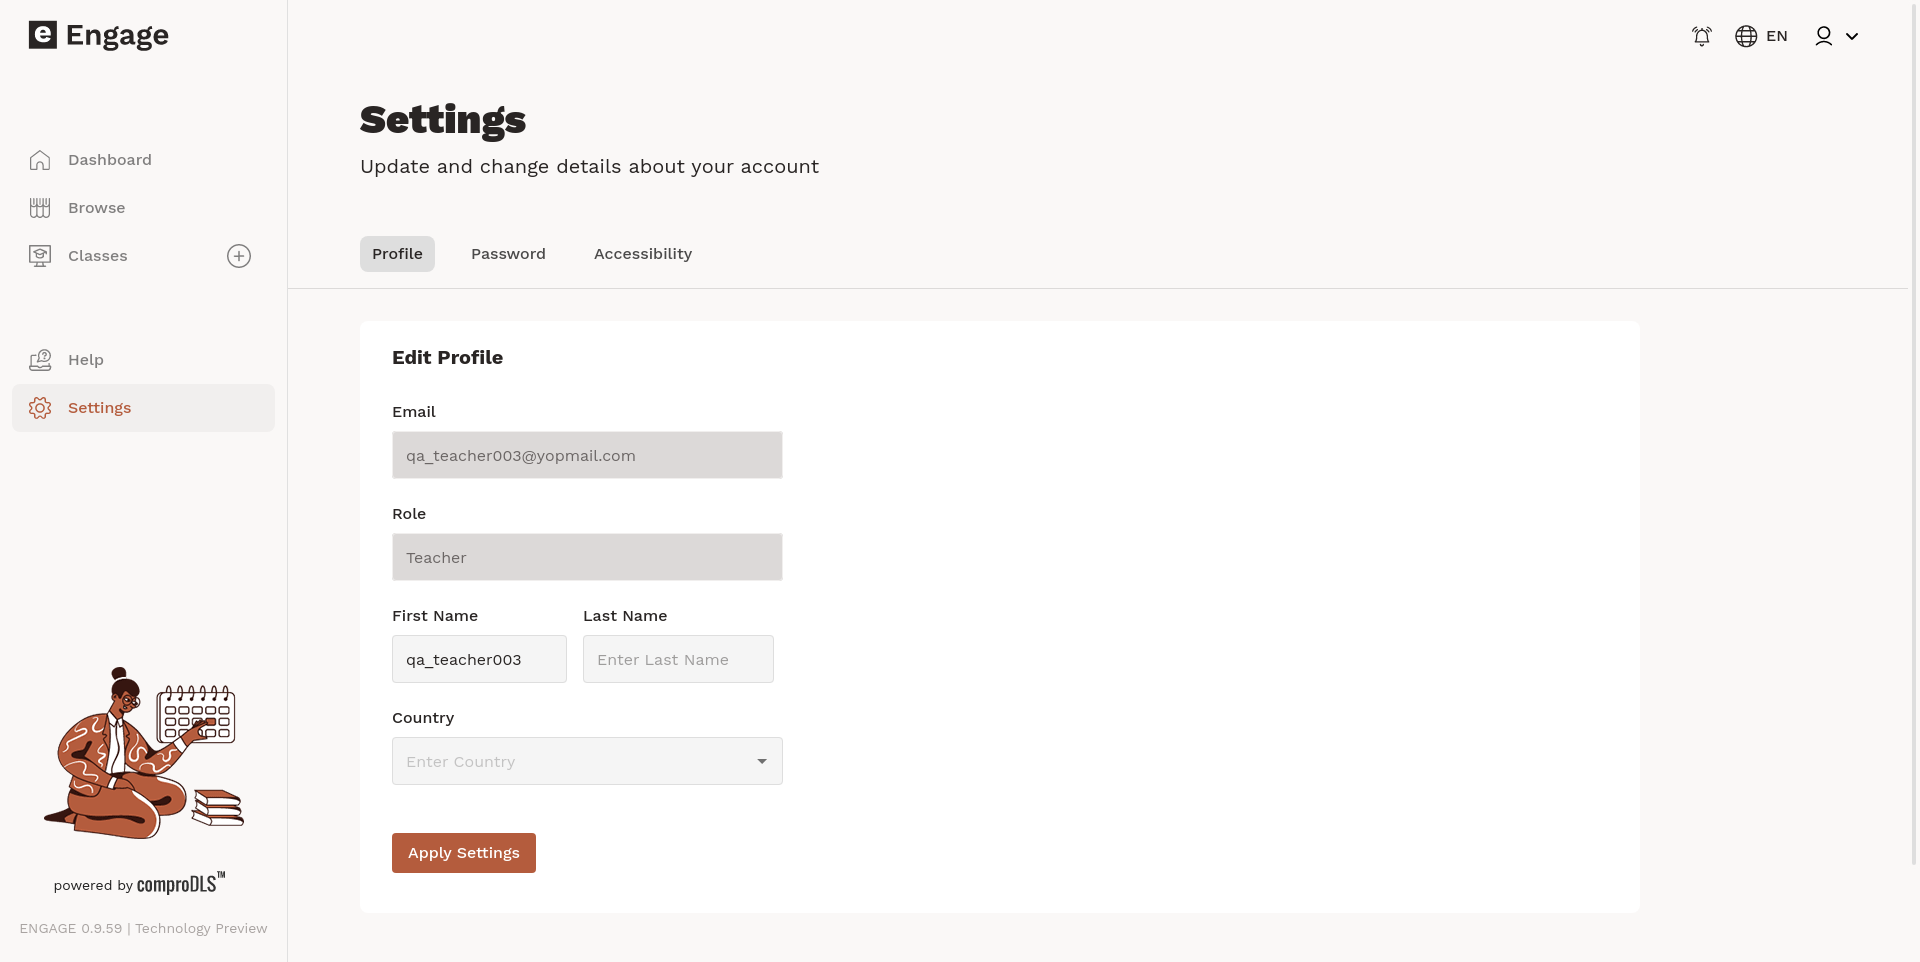 e Engage
EN
Dashboard
Browse
Classes
Help
Settings
powered by comproDLS™
ENGAGE 0.9.59 | Technology Preview
Settings
Update and change details about your account
Profile Password Accessibility
Edit Profile
Email
qa_teacher003@yopmail.com
Role
Teacher
First Name Last Name
qa_teacher003 Enter Last Name
Country
Enter Country
Apply Settings